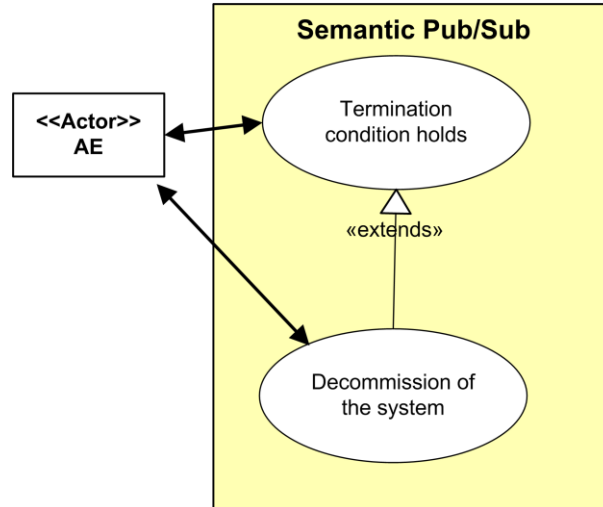 Semantic Pub/Sub
<<Actor>>
AE
Termination
condition holds
«extends»
Decommission of
the system